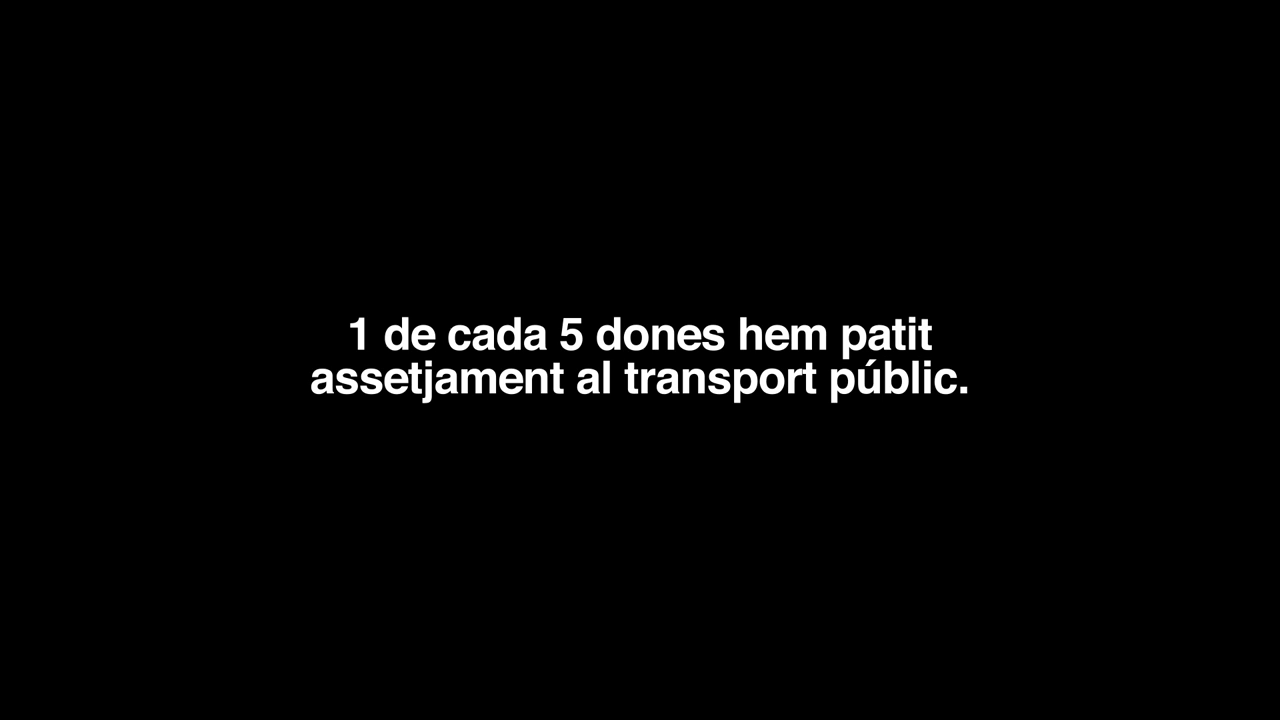 1 de cada 5 dones hem patit
assetjament al transport públic.